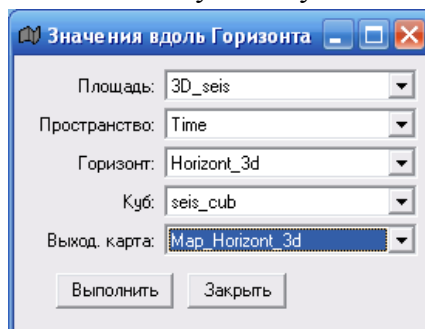 Значения вдоль Горизонта
Площадь: 3D_seis
Пространство: Time
Горизонт: Horizont_3d
Куб: seis_cub
Выход. карта: Map_Horizont_3d
Выполнить Закрыть